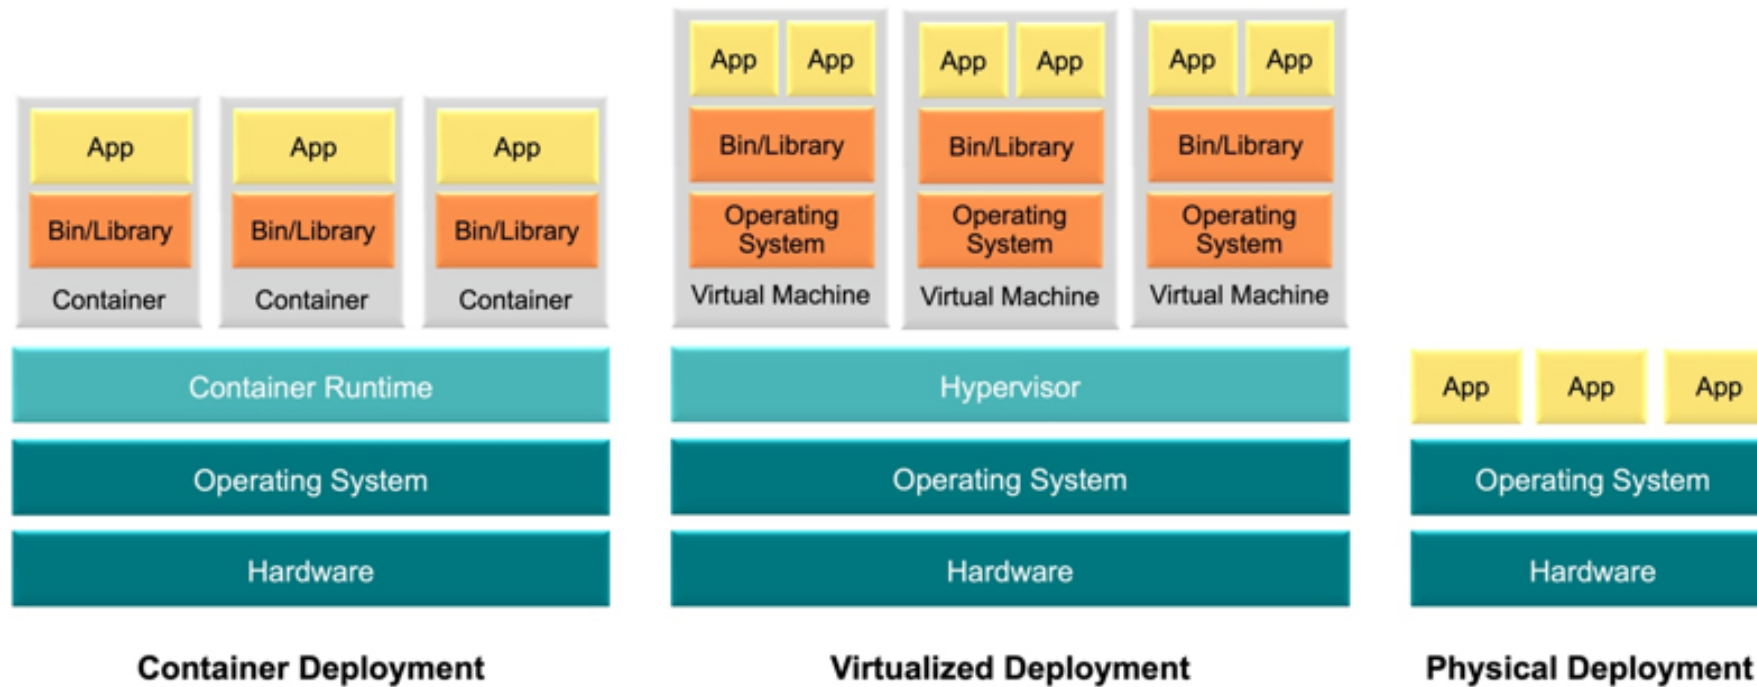 App
Bin/Library
Container
App
Bin/Library
Container
App
Bin/Library
Container
Container Runtime
Operating System
Hardware
Container Deployment
App App
Bin/Library
Operating
System
Virtual Machine
App App
Bin/Library
Operating
System
Virtual Machine
App App
Bin/Library
Operating
System
Virtual Machine
Hypervisor
Operating System
Hardware
Virtualized Deployment
App App App
Operating System
Hardware
Physical Deployment